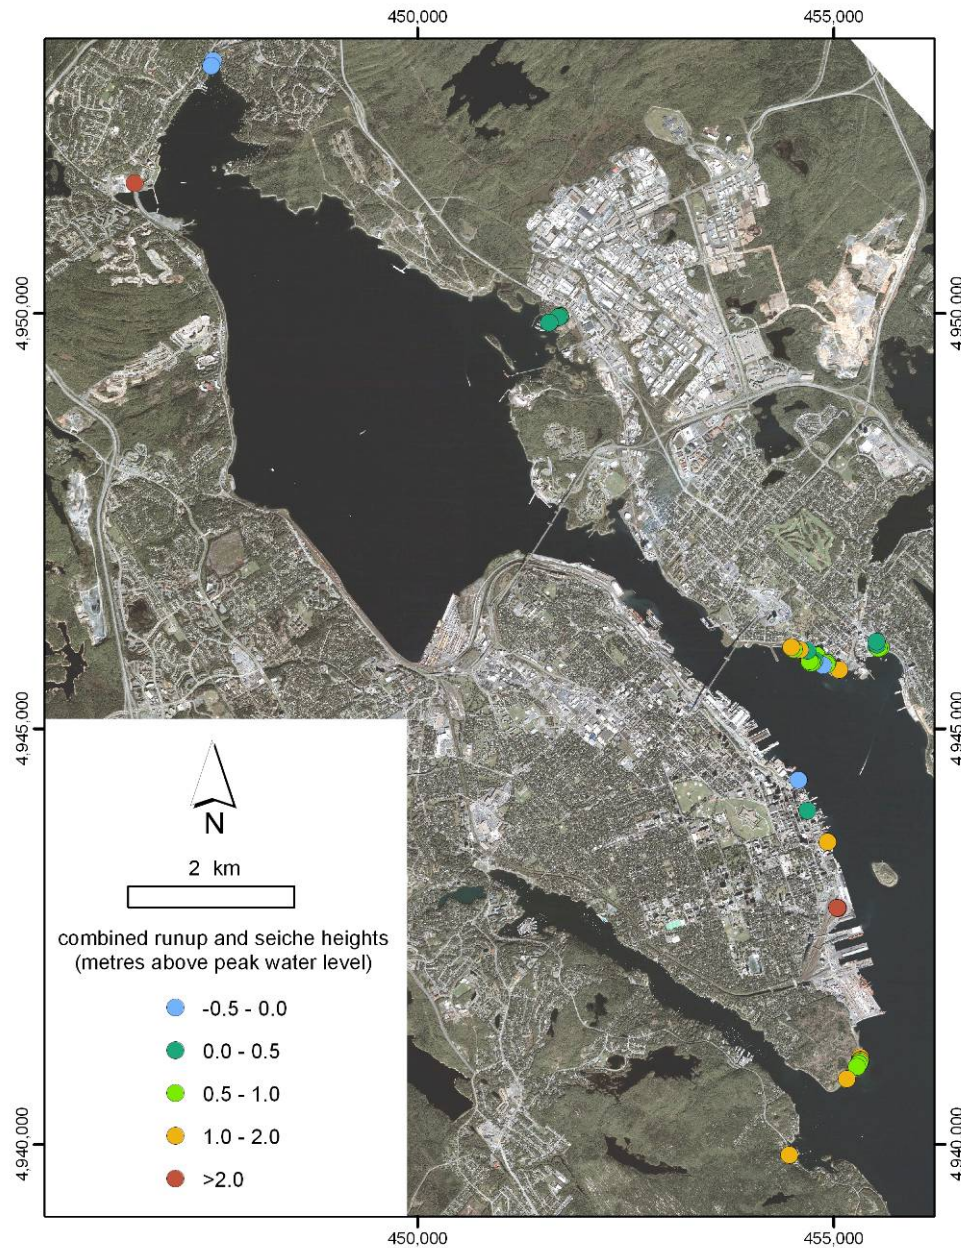 450,000
455,000
4,950,000
4,950,000
4,945,000
4,945,000
N
2 km
combined runup and seiche heights
(metres above peak water level)
-0.5 - 0.0
0.0 - 0.5
0.5 - 1.0
1.0 - 2.0
>2.0
4,940,000
4,940,000
450,000
455,000